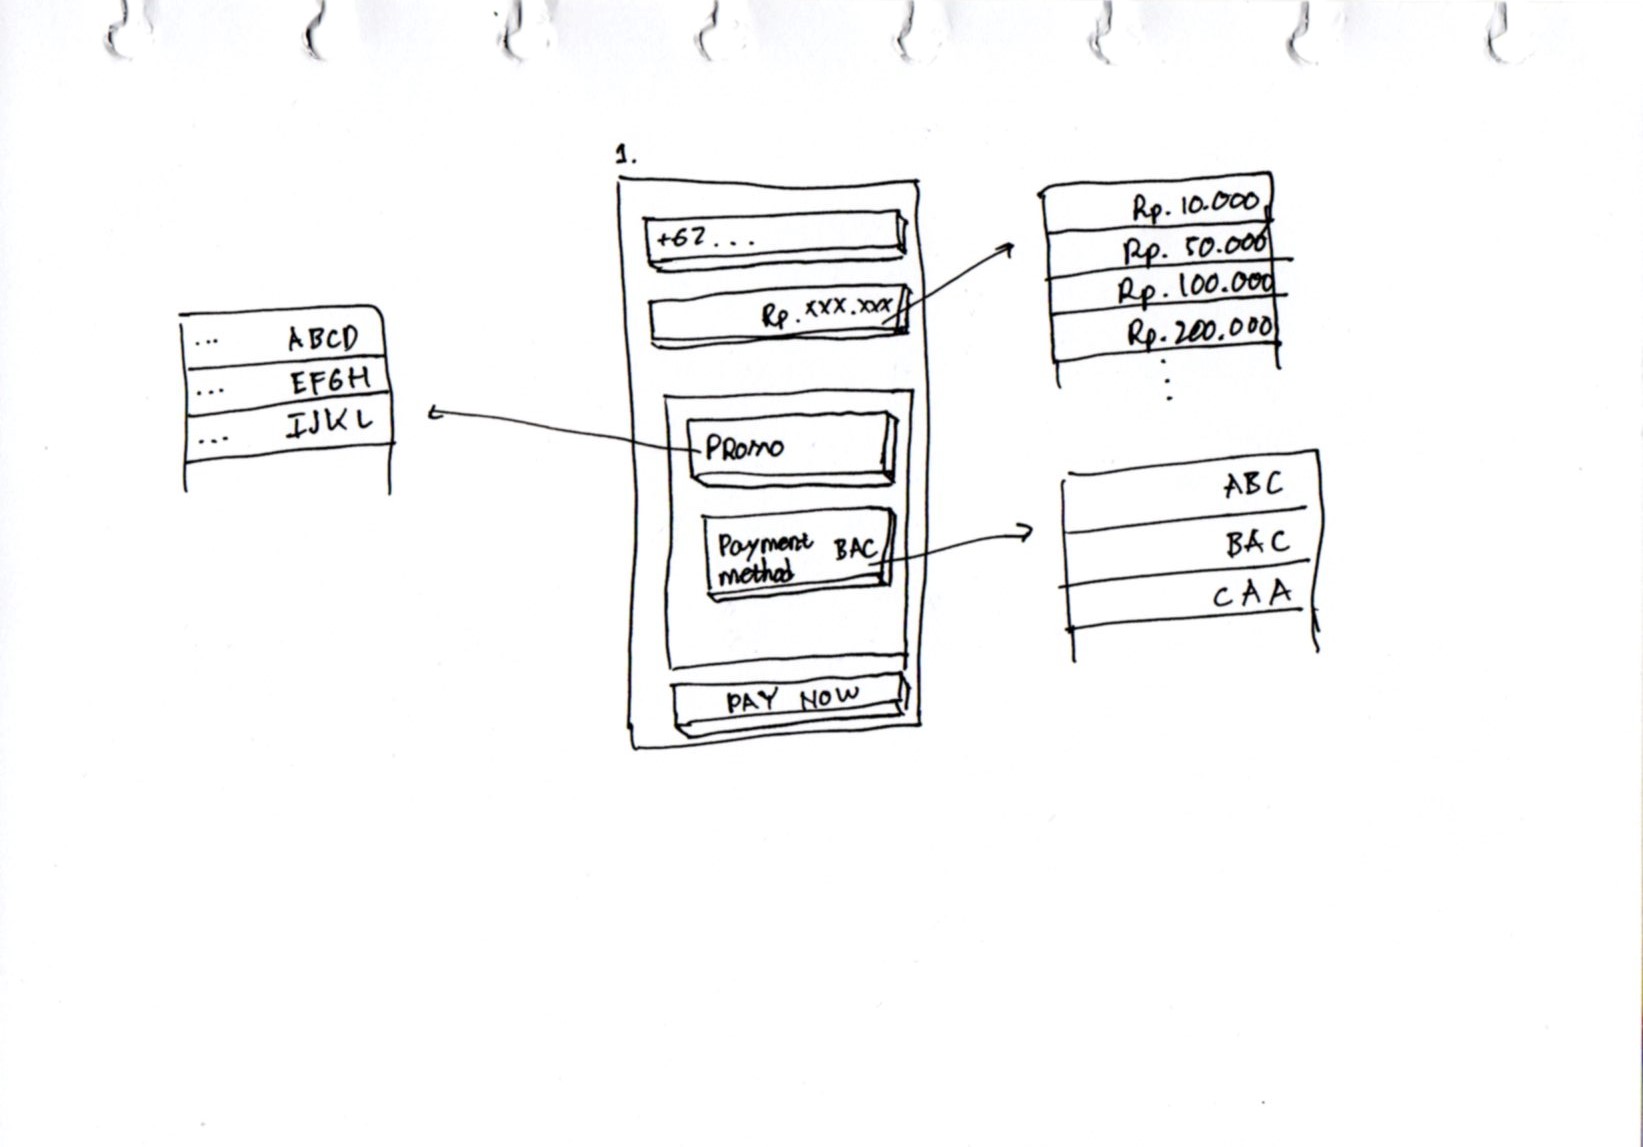 1.
+62...
Rp. xxx.xxx
PROMO
Payment method
BAC
PAY NOW
... ABCD
... EFGH
... IJKL
Rp. 10.000
Rp. 50.000
Rp. 100.000
Rp. 200.000
ABC
BAC
CAA